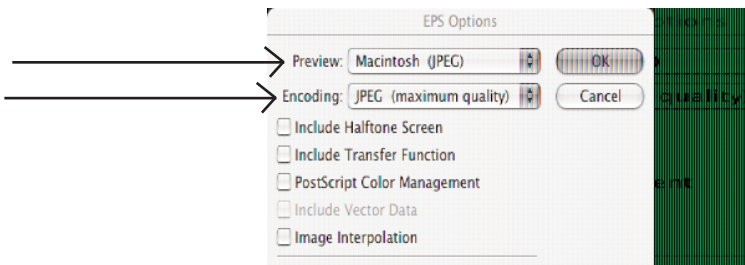 EPS Options
Preview: Macintosh (JPEG) OK
Encoding: JPEG (maximum quality) Cancel
quality
Include Halftone Screen
Include Transfer Function
PostScript Color Management
Include Vector Data
Image Interpolation